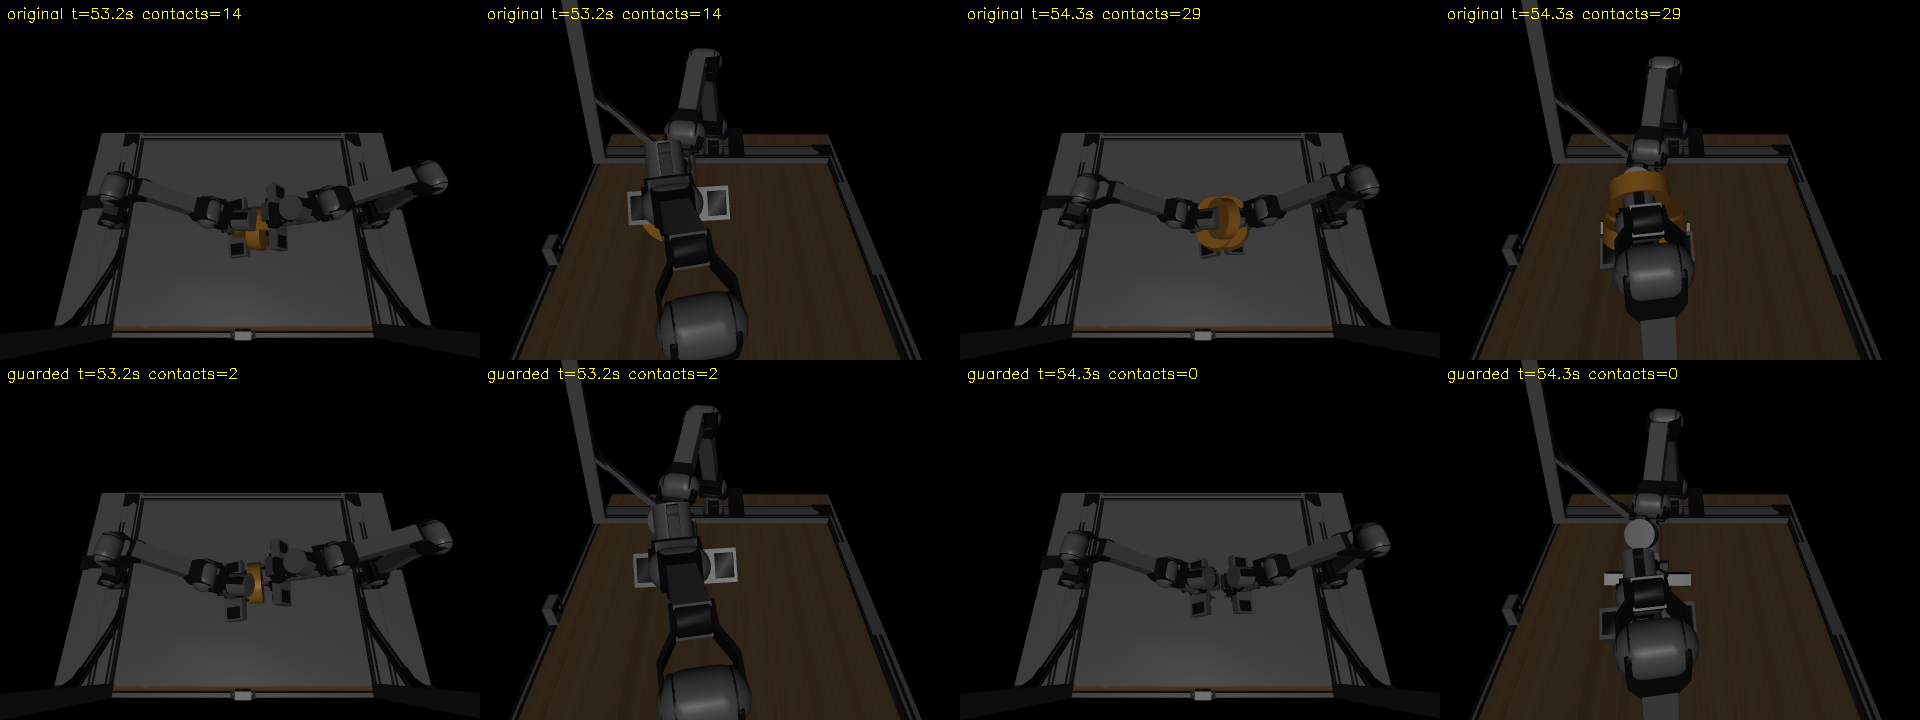 original t=53.2s contacts=14
original t=53.2s contacts=14
original t=54.3s contacts=29
original t=54.3s contacts=29
guarded t=53.2s contacts=2
guarded t=53.2s contacts=2
guarded t=54.3s contacts=0
guarded t=54.3s contacts=0